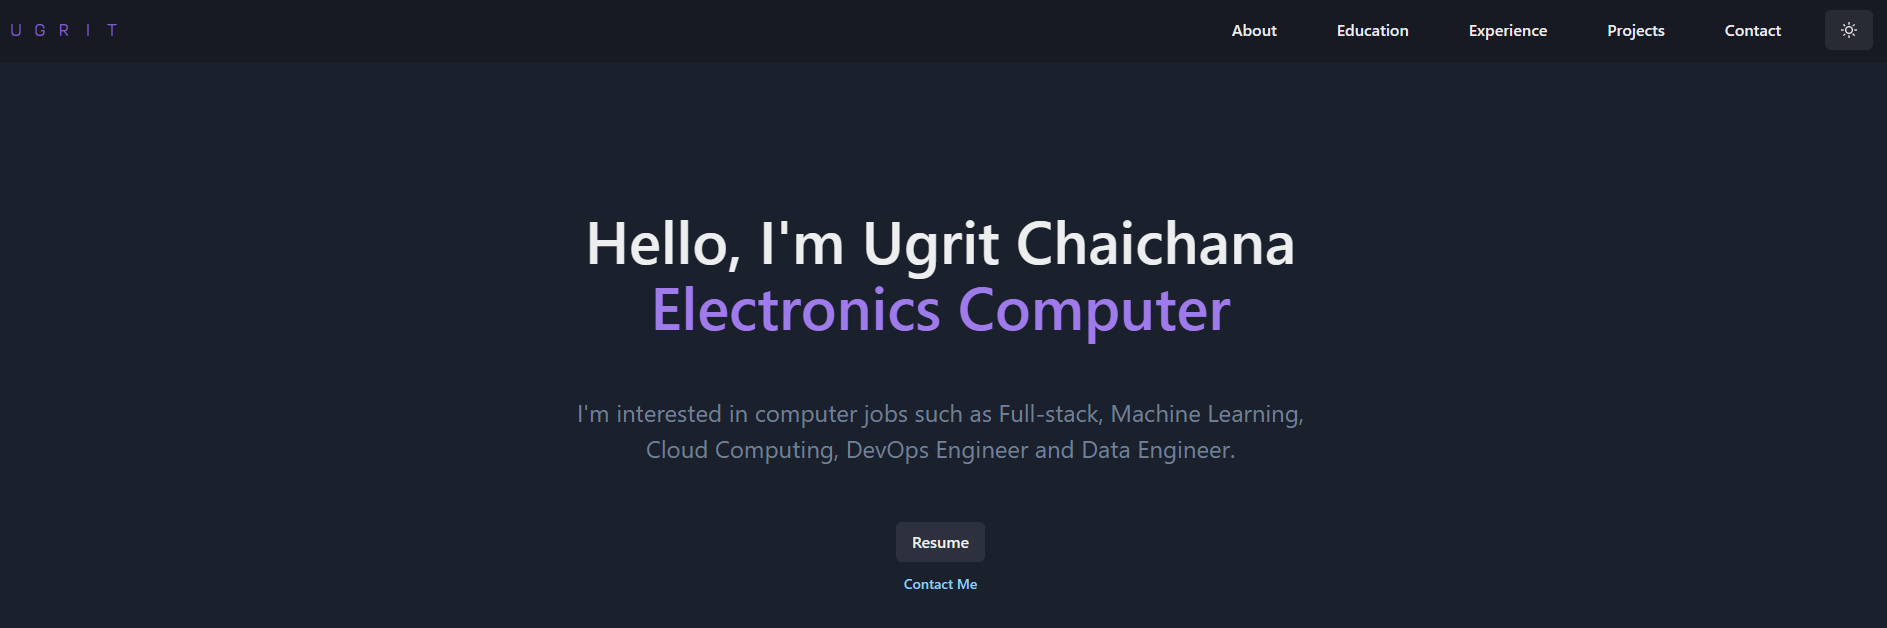 UGRIT
About Education Experience Projects Contact
Hello, I'm Ugrit Chaichana
Electronics Computer
I'm interested in computer jobs such as Full-stack, Machine Learning,
Cloud Computing, DevOps Engineer and Data Engineer.
Resume
Contact Me